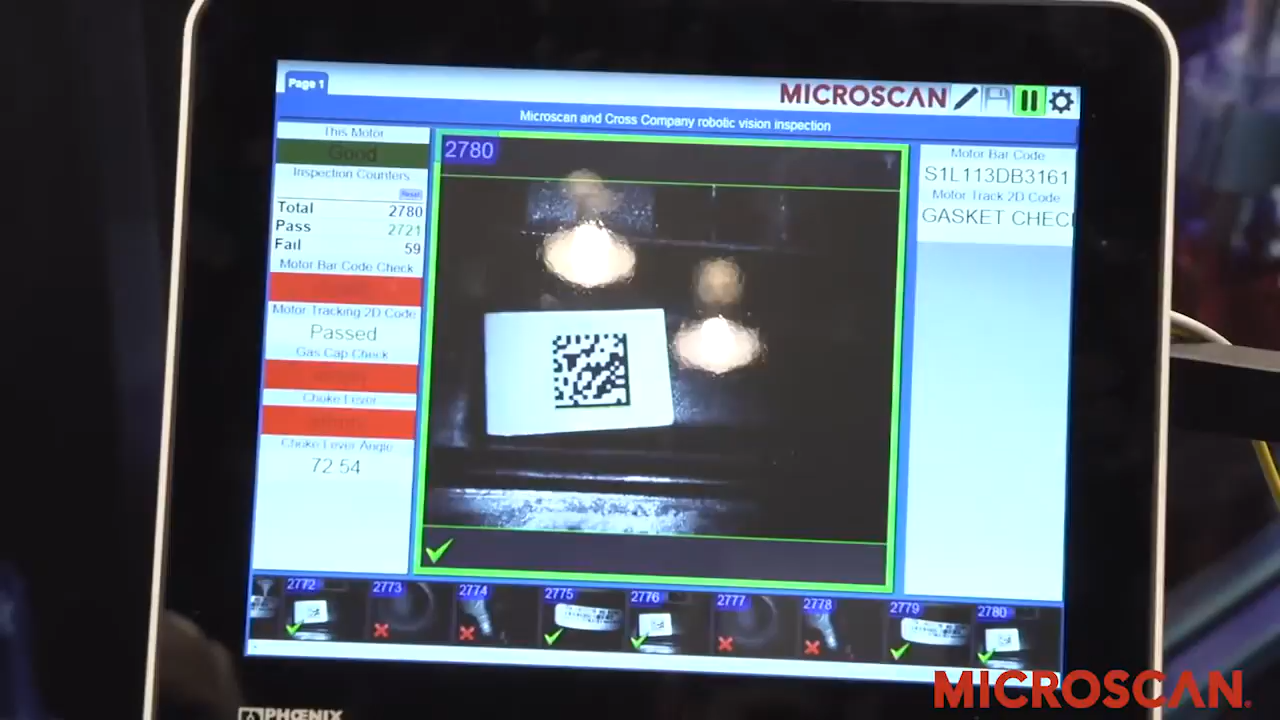 Page 1
MICROSCAN
Microscan and Cross Company robotic vision inspection
This Motor
Good
Inspection Counters
Reset
Total 2780
Pass 2721
Fail 59
Motor Bar Code Check
Motor Tracking 2D Code
Passed
Gas Cap Check
Choke Lever
Choke Lever Angle
72.54
2780
Motor Bar Code
S1L113DB3161
Motor Track 2D Code
GASKET CHEC
2772 2773 2774 2775 2776 2777 2778 2779 2780
PHŒNIX
MICROSCAN